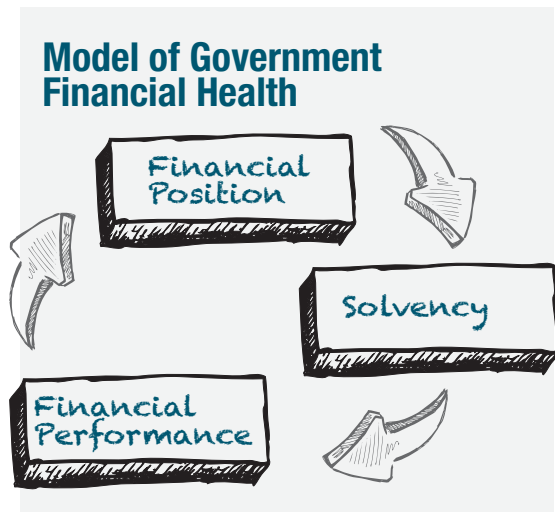 Model of Government
Financial Health
Financial
Position
Solvency
Financial
Performance